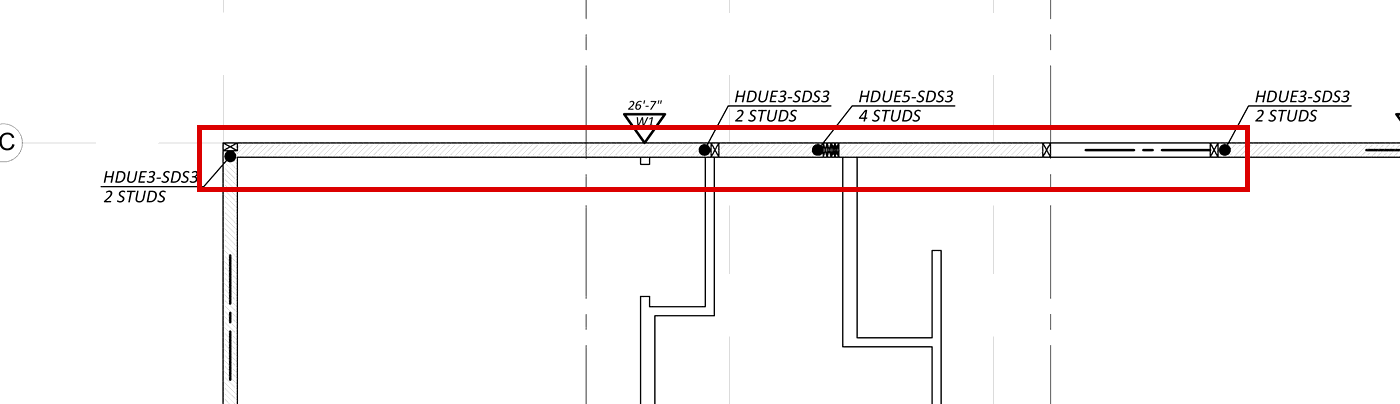 C
26'-7"
W1
HDUE3-SDS3
2 STUDS
HDUE5-SDS3
4 STUDS
HDUE3-SDS3
2 STUDS
HDUE3-SDS3
2 STUDS